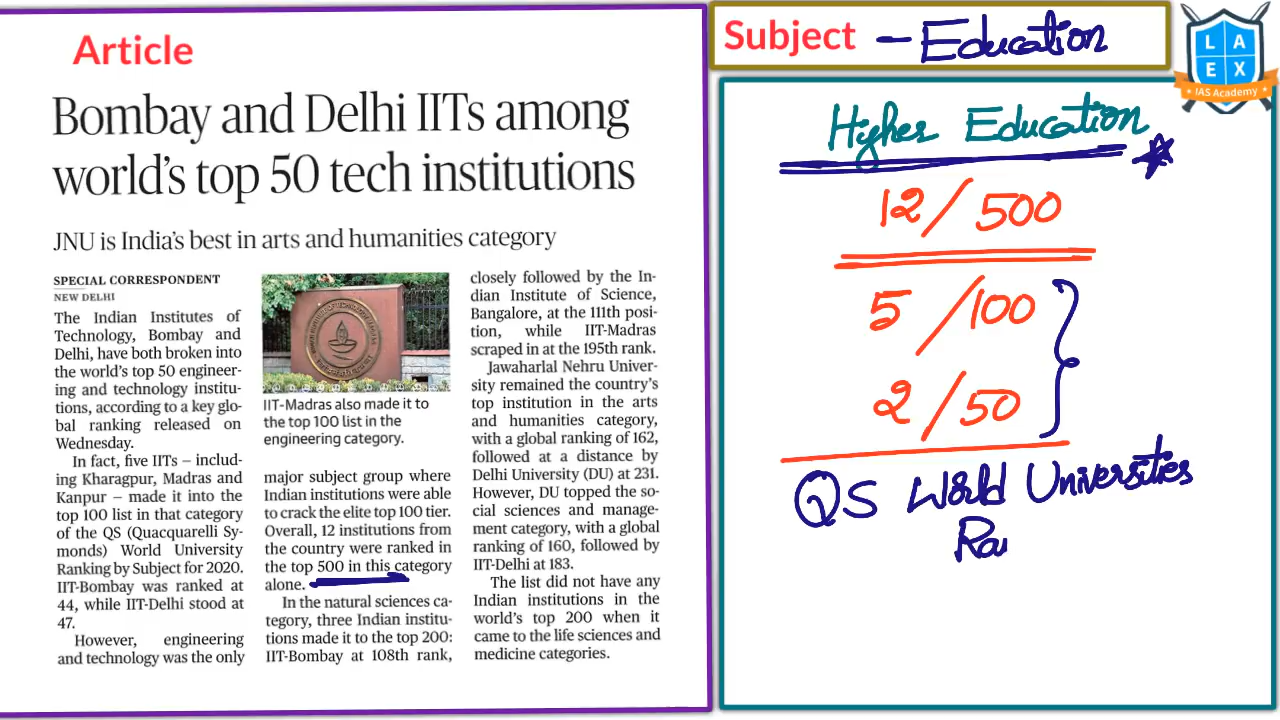 Article
Bombay and Delhi IITs among
world's top 50 tech institutions
JNU is India's best in arts and humanities category
SPECIAL CORRESPONDENT
NEW DELHI
The Indian Institutes of
Technology, Bombay and
Delhi, have both broken into
the world's top 50 engineer-
ing and technology institu-
tions, according to a key glo-
bal ranking released on
Wednesday.
In fact, five IITs – includ-
ing Kharagpur, Madras and
Kanpur – made it into the
top 100 list in that category
of the QS (Quacquarelli Sy-
monds) World University
Ranking by Subject for 2020.
IIT-Bombay was ranked at
44, while IIT-Delhi stood at
47.
However, engineering
and technology was the only
IIT-Madras also made it to
the top 100 list in the
engineering category.
major subject group where
Indian institutions were able
to crack the elite top 100 tier.
Overall, 12 institutions from
the country were ranked in
the top 500 in this category
alone.
In the natural sciences ca-
tegory, three Indian institu-
tions made it to the top 200:
IIT-Bombay at 108th rank,
closely followed by the In-
dian Institute of Science,
Bangalore, at the 111th posi-
tion, while IIT-Madras
scraped in at the 195th rank.
Jawaharlal Nehru Univer-
sity remained the country's
top institution in the arts
and humanities category,
with a global ranking of 162,
followed at a distance by
Delhi University (DU) at 231.
However, DU topped the so-
cial sciences and manage-
ment category, with a global
ranking of 160, followed by
IIT-Delhi at 183.
The list did not have any
Indian institutions in the
world's top 200 when it
came to the life sciences and
medicine categories.
Subject - Education
LA
EX
IAS Academy
Higher Education
12/500
5/100
2/50
QS World Universities
Ra